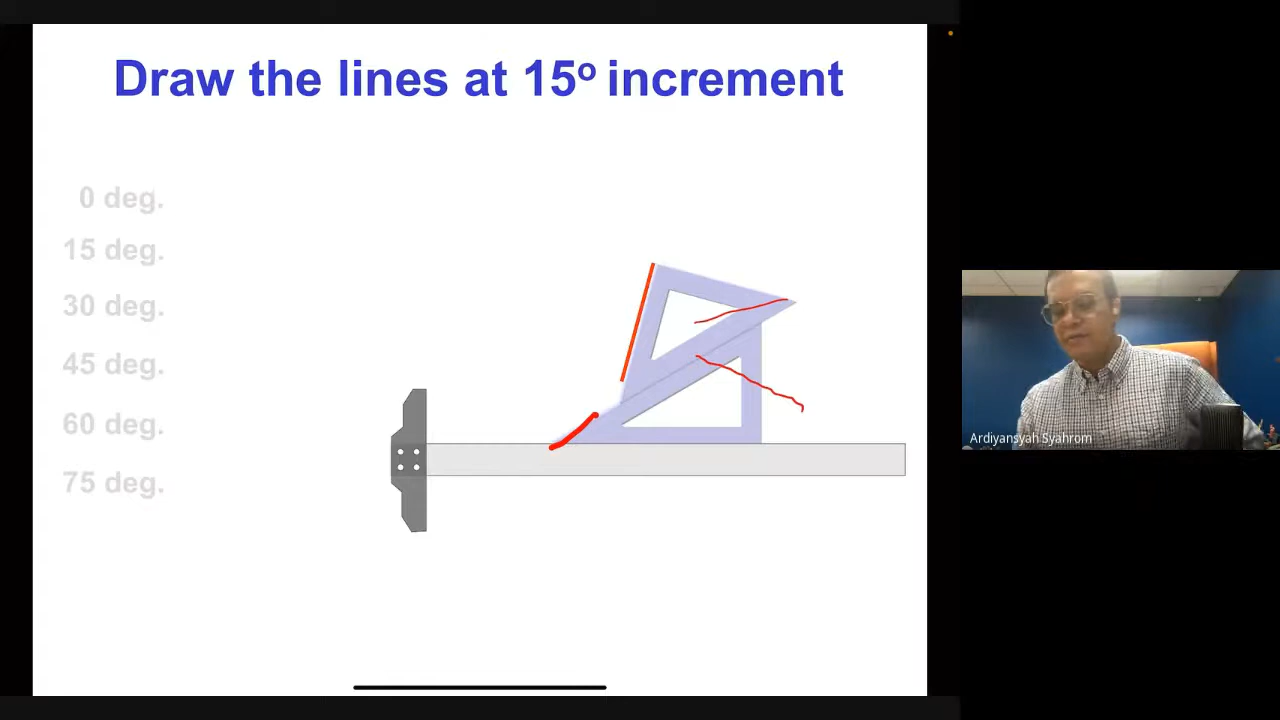 Draw the lines at 15º increment
0 deg.
15 deg.
30 deg.
45 deg.
60 deg.
75 deg.
Ardiyansyah Syahrom